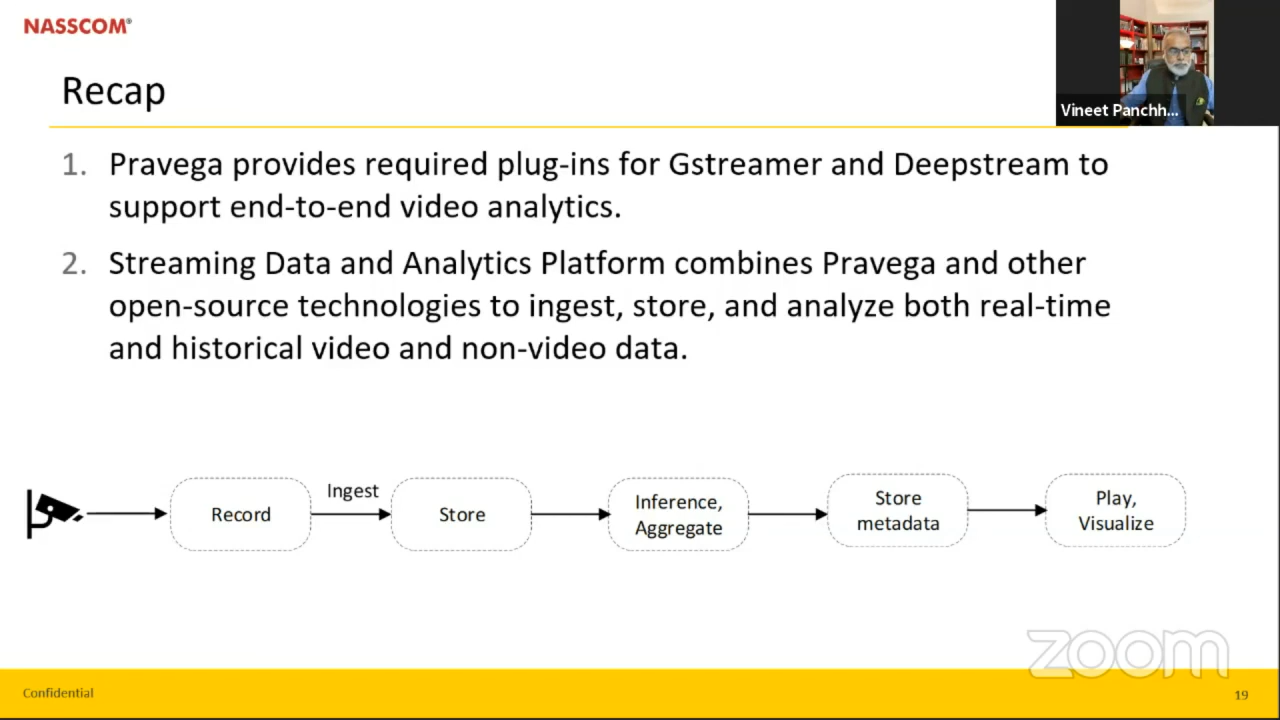 NASSCOM®
Vineet Panchh...
Recap
1. Pravega provides required plug-ins for Gstreamer and Deepstream to
support end-to-end video analytics.
2. Streaming Data and Analytics Platform combines Pravega and other
open-source technologies to ingest, store, and analyze both real-time
and historical video and non-video data.
Record
Ingest
Store
Inference,
Aggregate
Store
metadata
Play,
Visualize
zoom
Confidential
19